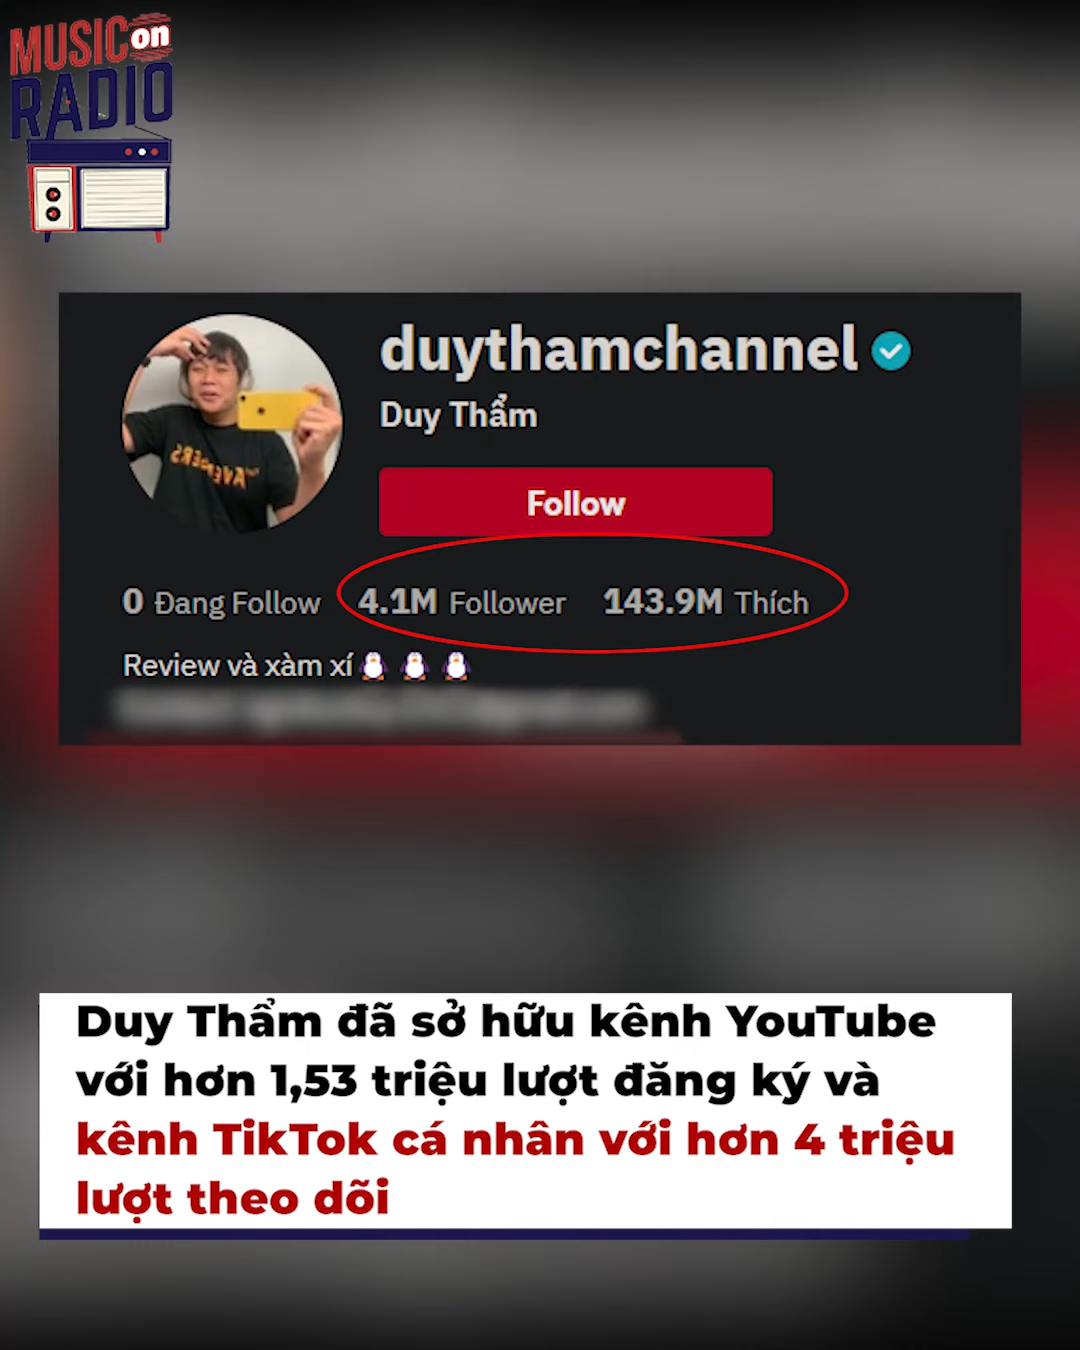 MUSIC on
RADIO
duythamchannel
Duy Thẩm
Follow
0 Đang Follow 4.1M Follower 143.9M Thích
Review và xàm xí
Duy Thẩm đã sở hữu kênh YouTube
với hơn 1,53 triệu lượt đăng ký và
kênh TikTok cá nhân với hơn 4 triệu
lượt theo dõi